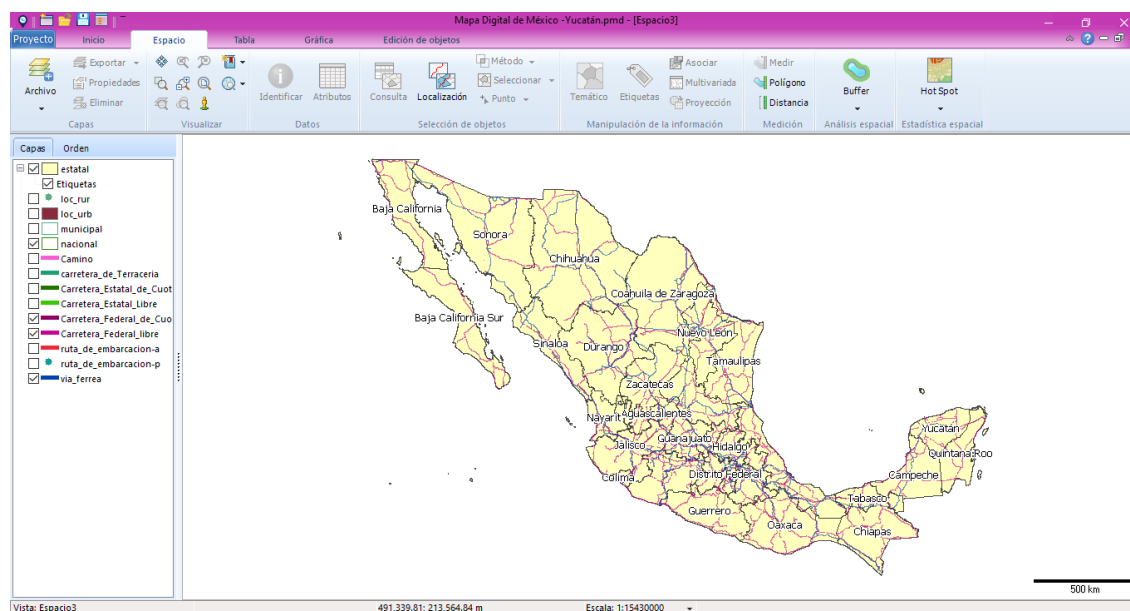 Mapa Digital de México -Yucatán.pmd - [Espacio3]
Proyecto Inicio Espacio Tabla Gráfica Edición de objetos
Archivo
Exportar
Propiedades
Eliminar
Capas
Visualizar
Identificar Atributos
Datos
Consulta Localización
Método
Seleccionar
Punto
Selección de objetos
Temático Etiquetas
Asociar
Multivariada
Proyección
Manipulación de la información
Medir
Polígono
Distancia
Medición
Buffer
Análisis espacial
Hot Spot
Estadística espacial
Capas Orden
estatal
Etiquetas
loc_rur
loc_urb
municipal
nacional
Camino
carretera_de_Terraceria
Carretera_Estatal_de_Cuot
Carretera_Estatal_Libre
Carretera_Federal_de_Cuo
Carretera_Federal_libre
ruta_de_embarcacion-a
ruta_de_embarcacion-p
via_ferrea
Baja California
Sonora
Chihuahua
Coahuila de Zaragoza
Baja California Sur
Nuevo León
Sinaloa
Durango
Tamaulipas
Zacatecas
Nayarit
Aguascalientes
Guanajuato
Hidalgo
Jalisco
Colima
Distrito Federal
Guerrero
Oaxaca
Yucatán
Quintana Roo
Campeche
Tabasco
Chiapas
500 km
Vista: Espacio3 491,339.81; 213,564.84 m Escala: 1:15430000